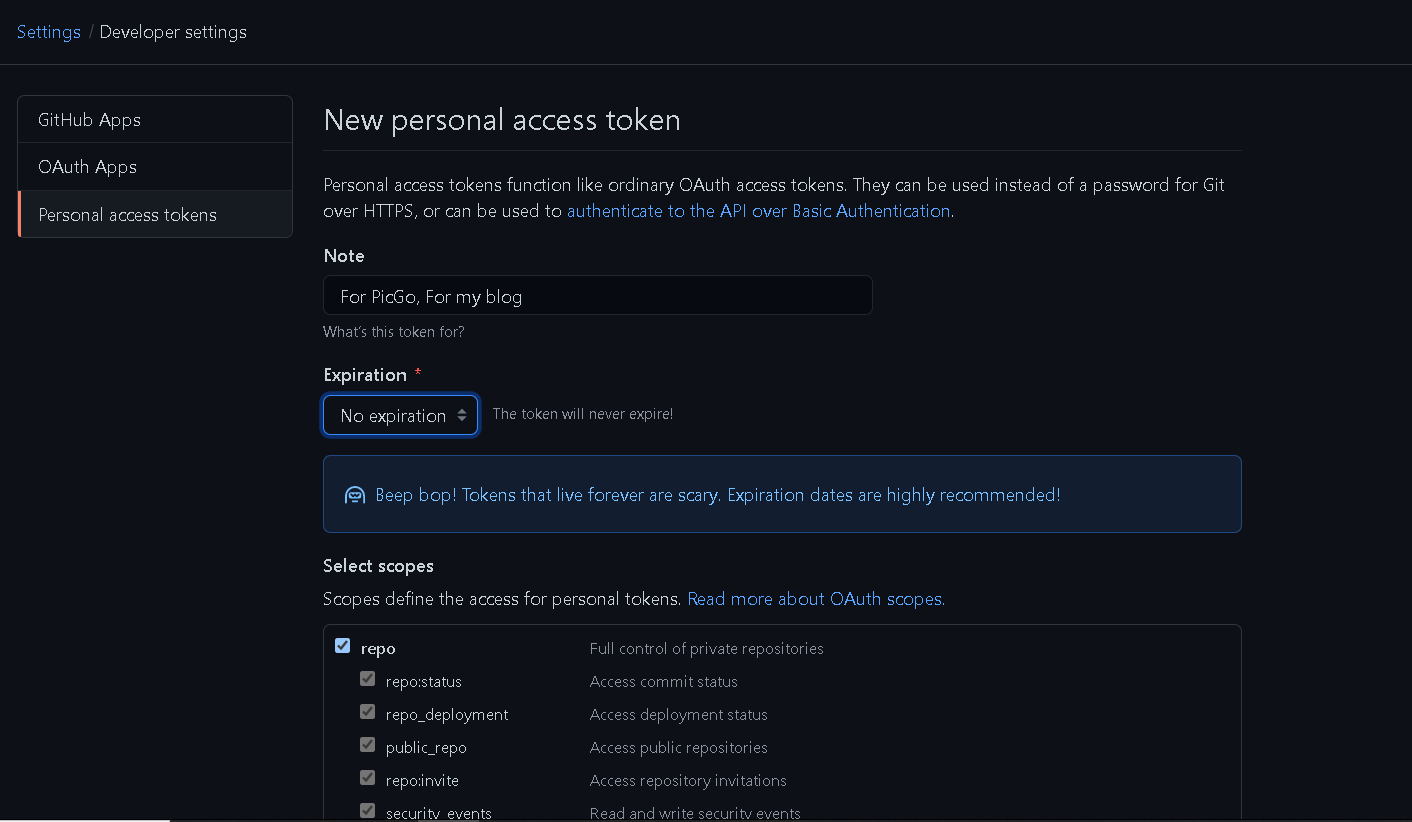 Settings / Developer settings
GitHub Apps
OAuth Apps
Personal access tokens
New personal access token
Personal access tokens function like ordinary OAuth access tokens. They can be used instead of a password for Git
over HTTPS, or can be used to authenticate to the API over Basic Authentication.
Note
For PicGo, For my blog
What's this token for?
Expiration *
No expiration The token will never expire!
Beep bop! Tokens that live forever are scary. Expiration dates are highly recommended!
Select scopes
Scopes define the access for personal tokens. Read more about OAuth scopes.
repo Full control of private repositories
repo:status Access commit status
repo_deployment Access deployment status
public_repo Access public repositories
repo:invite Access repository invitations
security_events Read and write security events